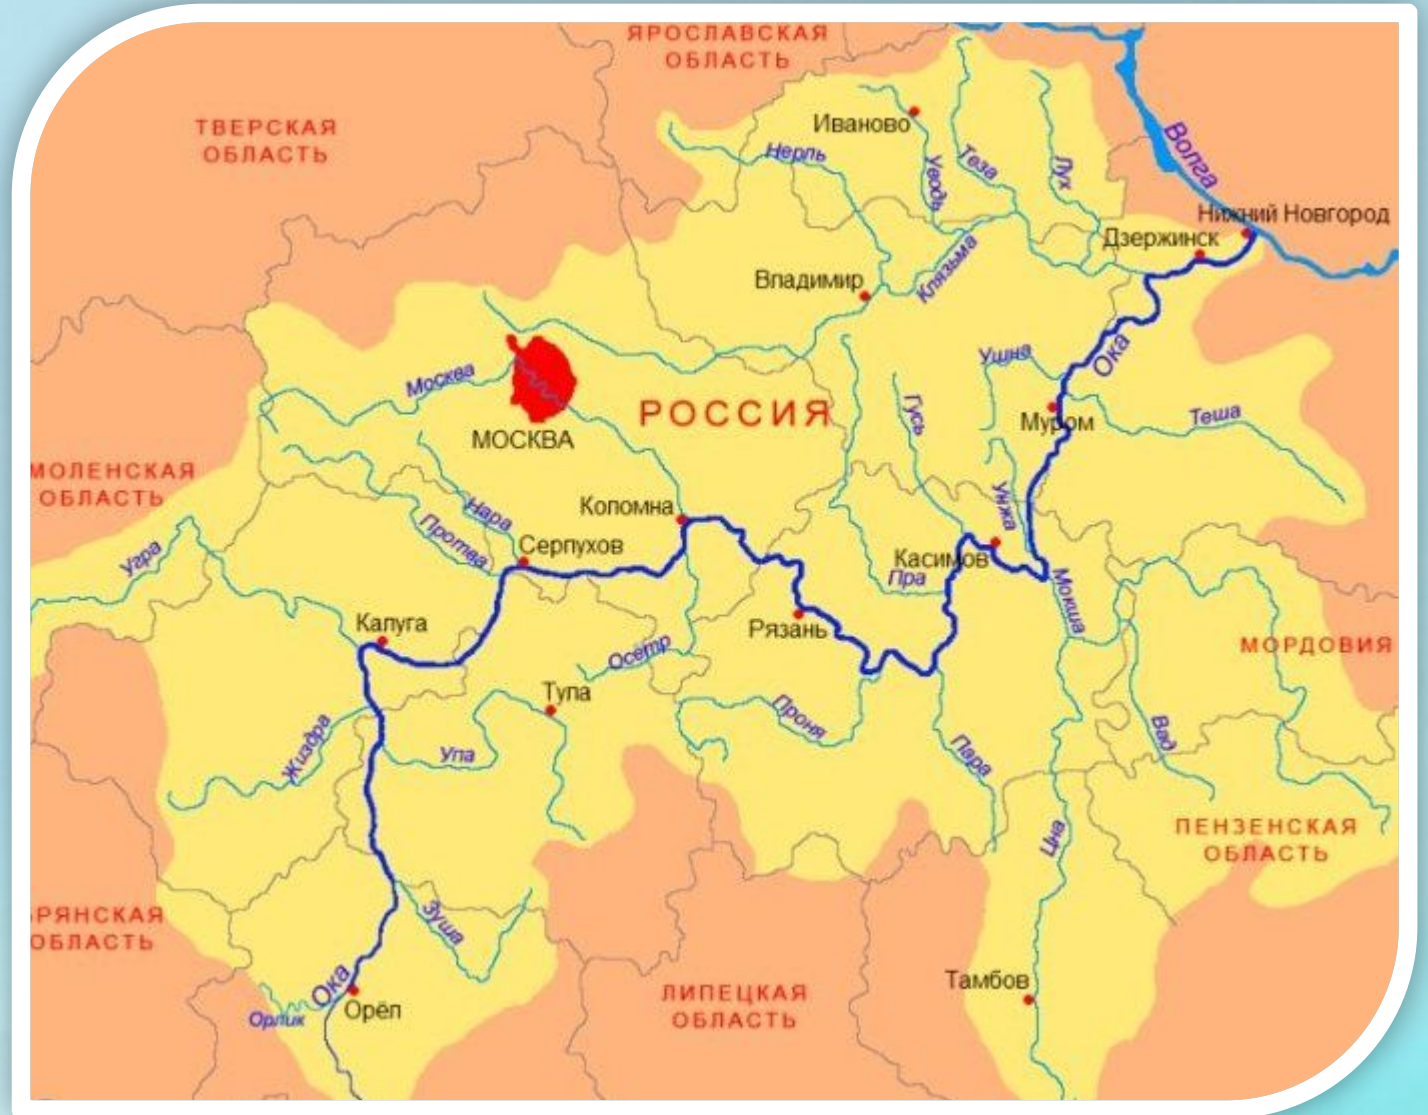 ЯРОСЛАВСКАЯ
ОБЛАСТЬ
ТВЕРСКАЯ
ОБЛАСТЬ
Иваново
Волга
Нерль
Уводь
Теза
Лух
Нижний Новгород
Дзержинск
Клязьма
Владимир
Ока
Ушна
Москва
РОССИЯ
Гусь
Муром
Теша
МОСКВА
МОЛЕНСКАЯ
ОБЛАСТЬ
Коломна
Нара
Унжа
Протва
Серпухов
Касимов
Угра
Пра
Мокша
Калуга
Рязань
Осётр
МОРДОВИЯ
Тула
Проня
Жиздра
Упа
Пара
Вад
Цна
ПЕНЗЕНСКАЯ
ОБЛАСТЬ
БРЯНСКАЯ
ОБЛАСТЬ
Зуша
Ока
Тамбов
ЛИПЕЦКАЯ
ОБЛАСТЬ
Орлик
Орёл